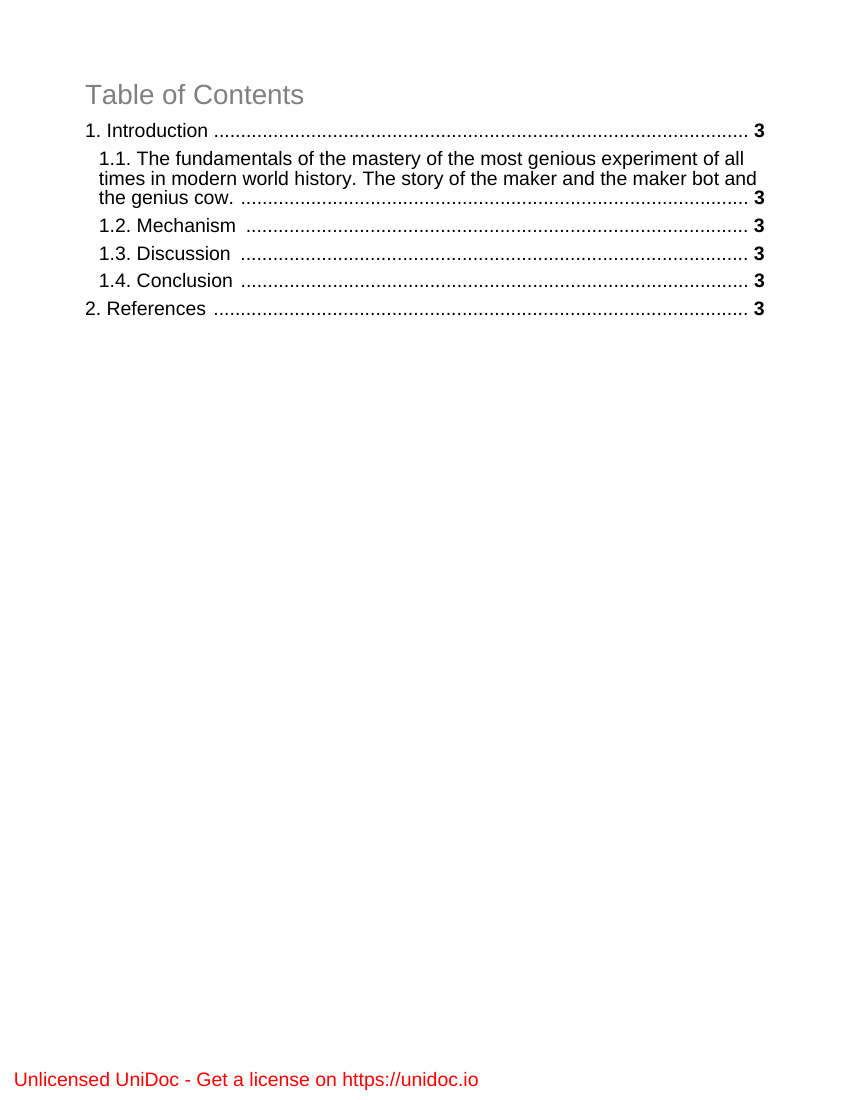 Table of Contents
1. Introduction ................................................................................................... 3
1.1. The fundamentals of the mastery of the most genious experiment of all
times in modern world history. The story of the maker and the maker bot and
the genius cow. .............................................................................................. 3
1.2. Mechanism ............................................................................................. 3
1.3. Discussion .............................................................................................. 3
1.4. Conclusion .............................................................................................. 3
2. References ................................................................................................... 3
Unlicensed UniDoc - Get a license on https://unidoc.io